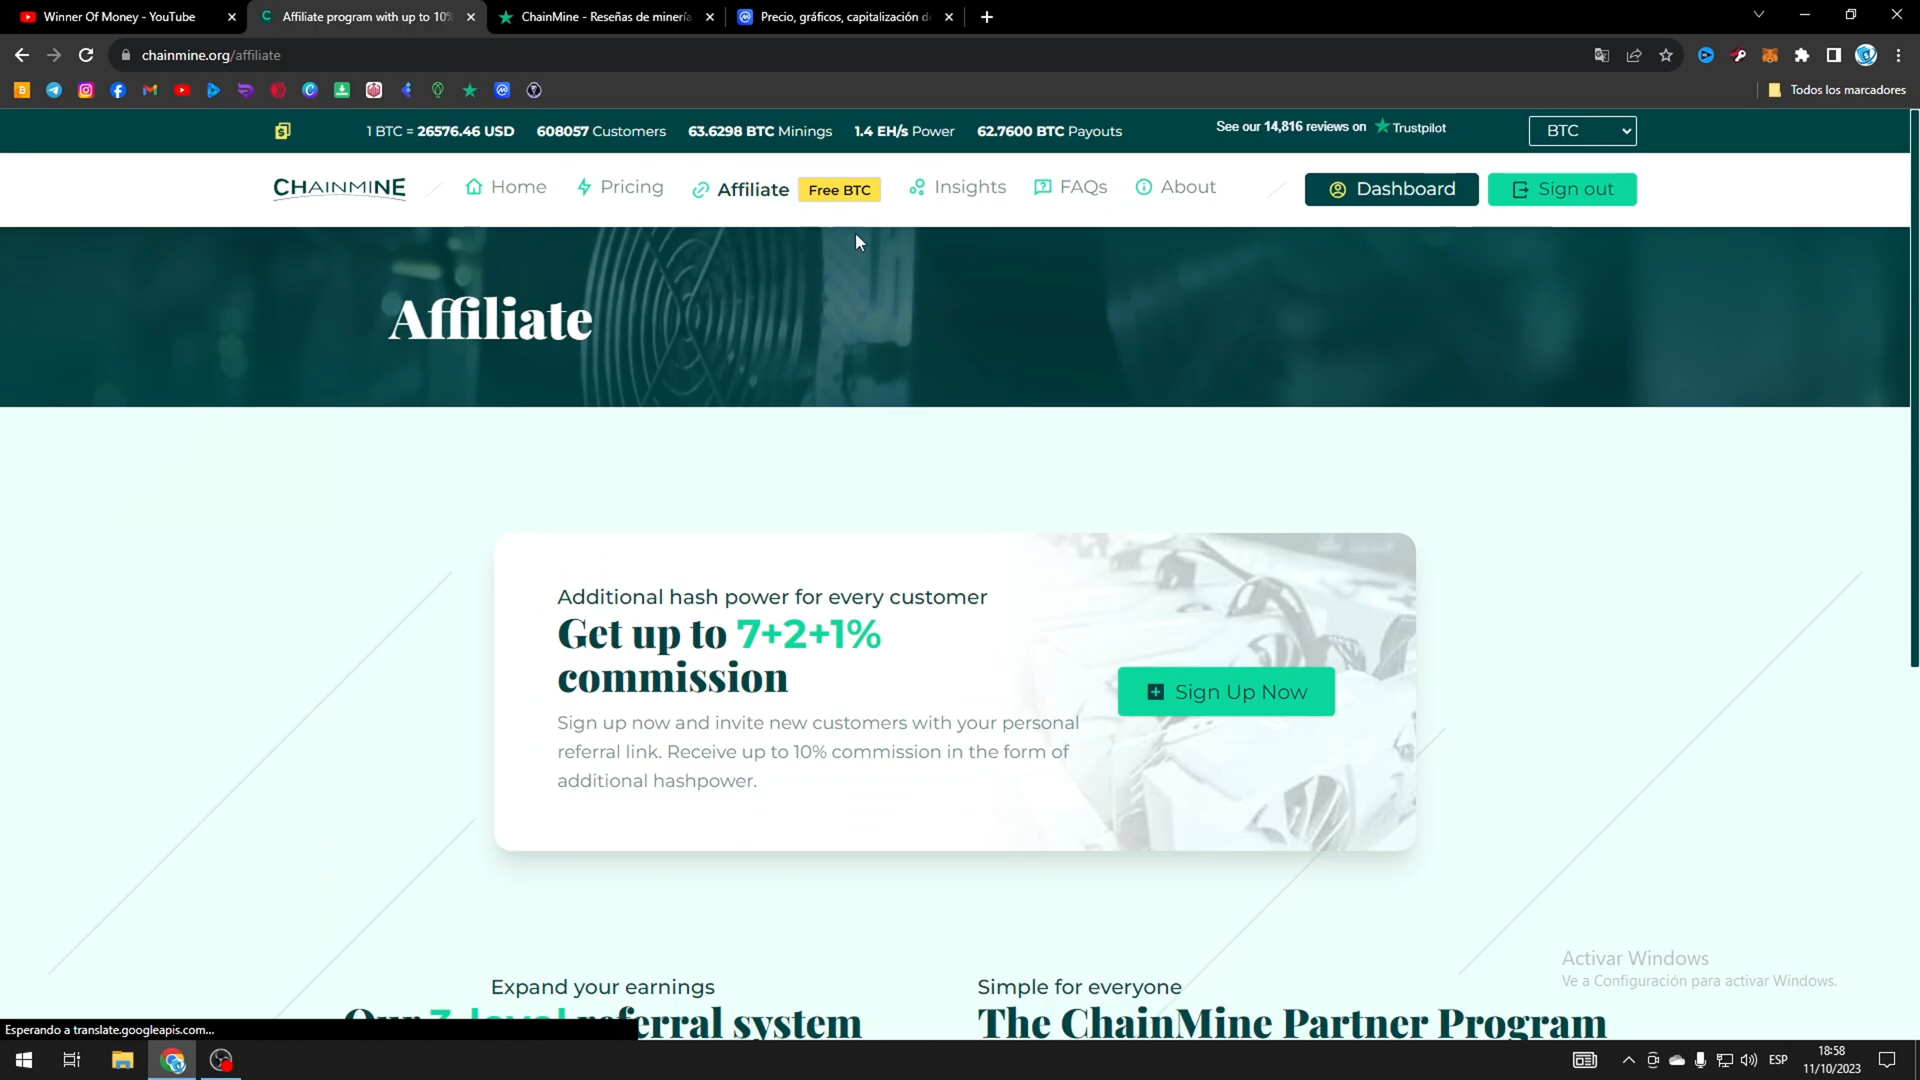 Winner Of Money - YouTube
Affiliate program with up to 10%
ChainMine - Reseñas de minería
Precio, gráficos, capitalización d
chainmine.org/affiliate
Todos los marcadores
1 BTC = 26576.46 USD 608057 Customers 63.6298 BTC Minings 1.4 EH/s Power 62.7600 BTC Payouts See our 14,816 reviews on Trustpilot BTC
CHAINMINE Home Pricing Affiliate Free BTC Insights FAQs About Dashboard Sign out
Affiliate
Additional hash power for every customer
Get up to 7+2+1%
commission
Sign Up Now
Sign up now and invite new customers with your personal
referral link. Receive up to 10% commission in the form of
additional hashpower.
Activar Windows
Ve a Configuración para activar Windows.
Expand your earnings
Our 3-level referral system
Simple for everyone
The ChainMine Partner Program
Esperando a translate.googleapis.com...
ESP
18:58
11/10/2023